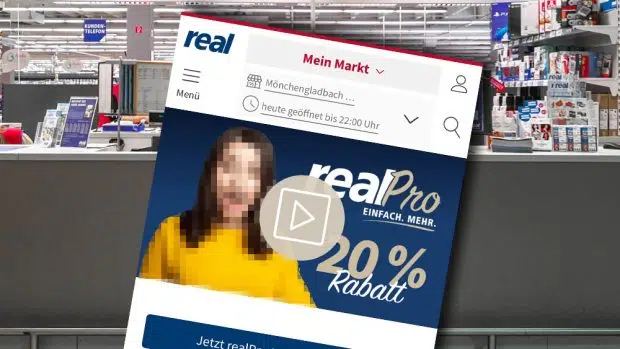 KUNDEN-
TELEFON
real
Mein Markt
Menü
Mönchengladbach ...
heute geöffnet bis 22:00 Uhr
realPro
EINFACH. MEHR.
20 %
Rabatt
Jetzt
real